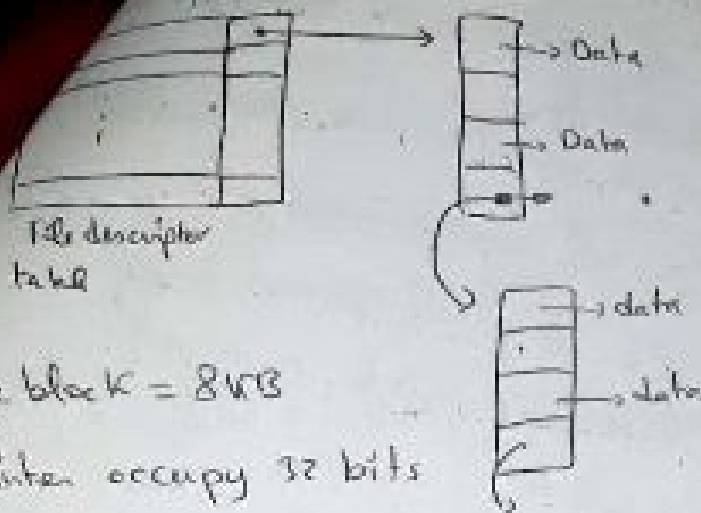 Data
Data
File descriptor
table
data
block = 8KB
data
occupy 32 bits